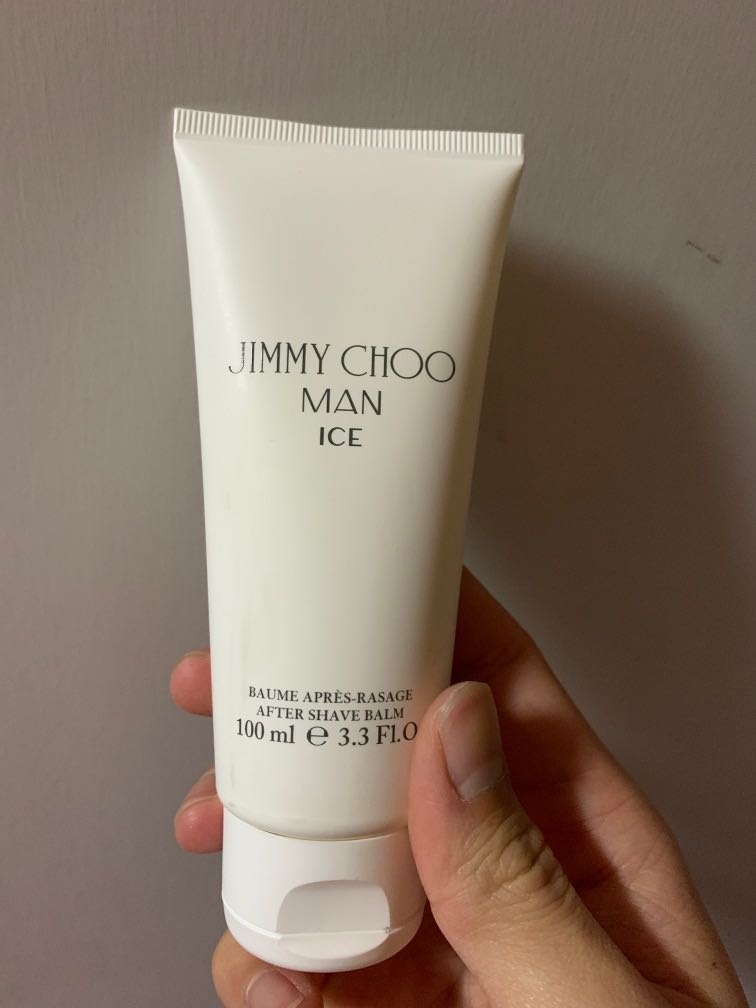 JIMMY CHOO
MAN
ICE
BAUME APRÈS-RASAGE
AFTER SHAVE BALM
100 ml ℮ 3.3 Fl.O